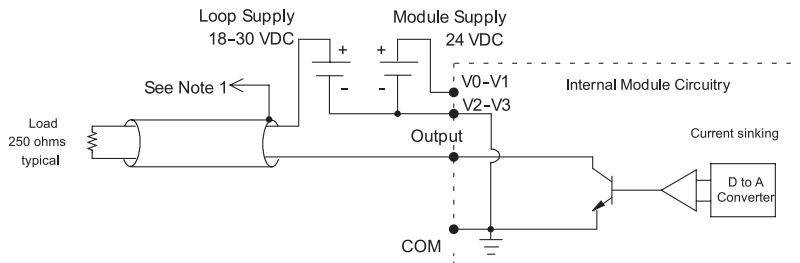 Loop Supply
18–30 VDC
Module Supply
24 VDC
+
-
+
-
See Note 1
V0–V1
V2–V3
Internal Module Circuitry
Load
250 ohms
typical
Output
Current sinking
D to A
Converter
COM